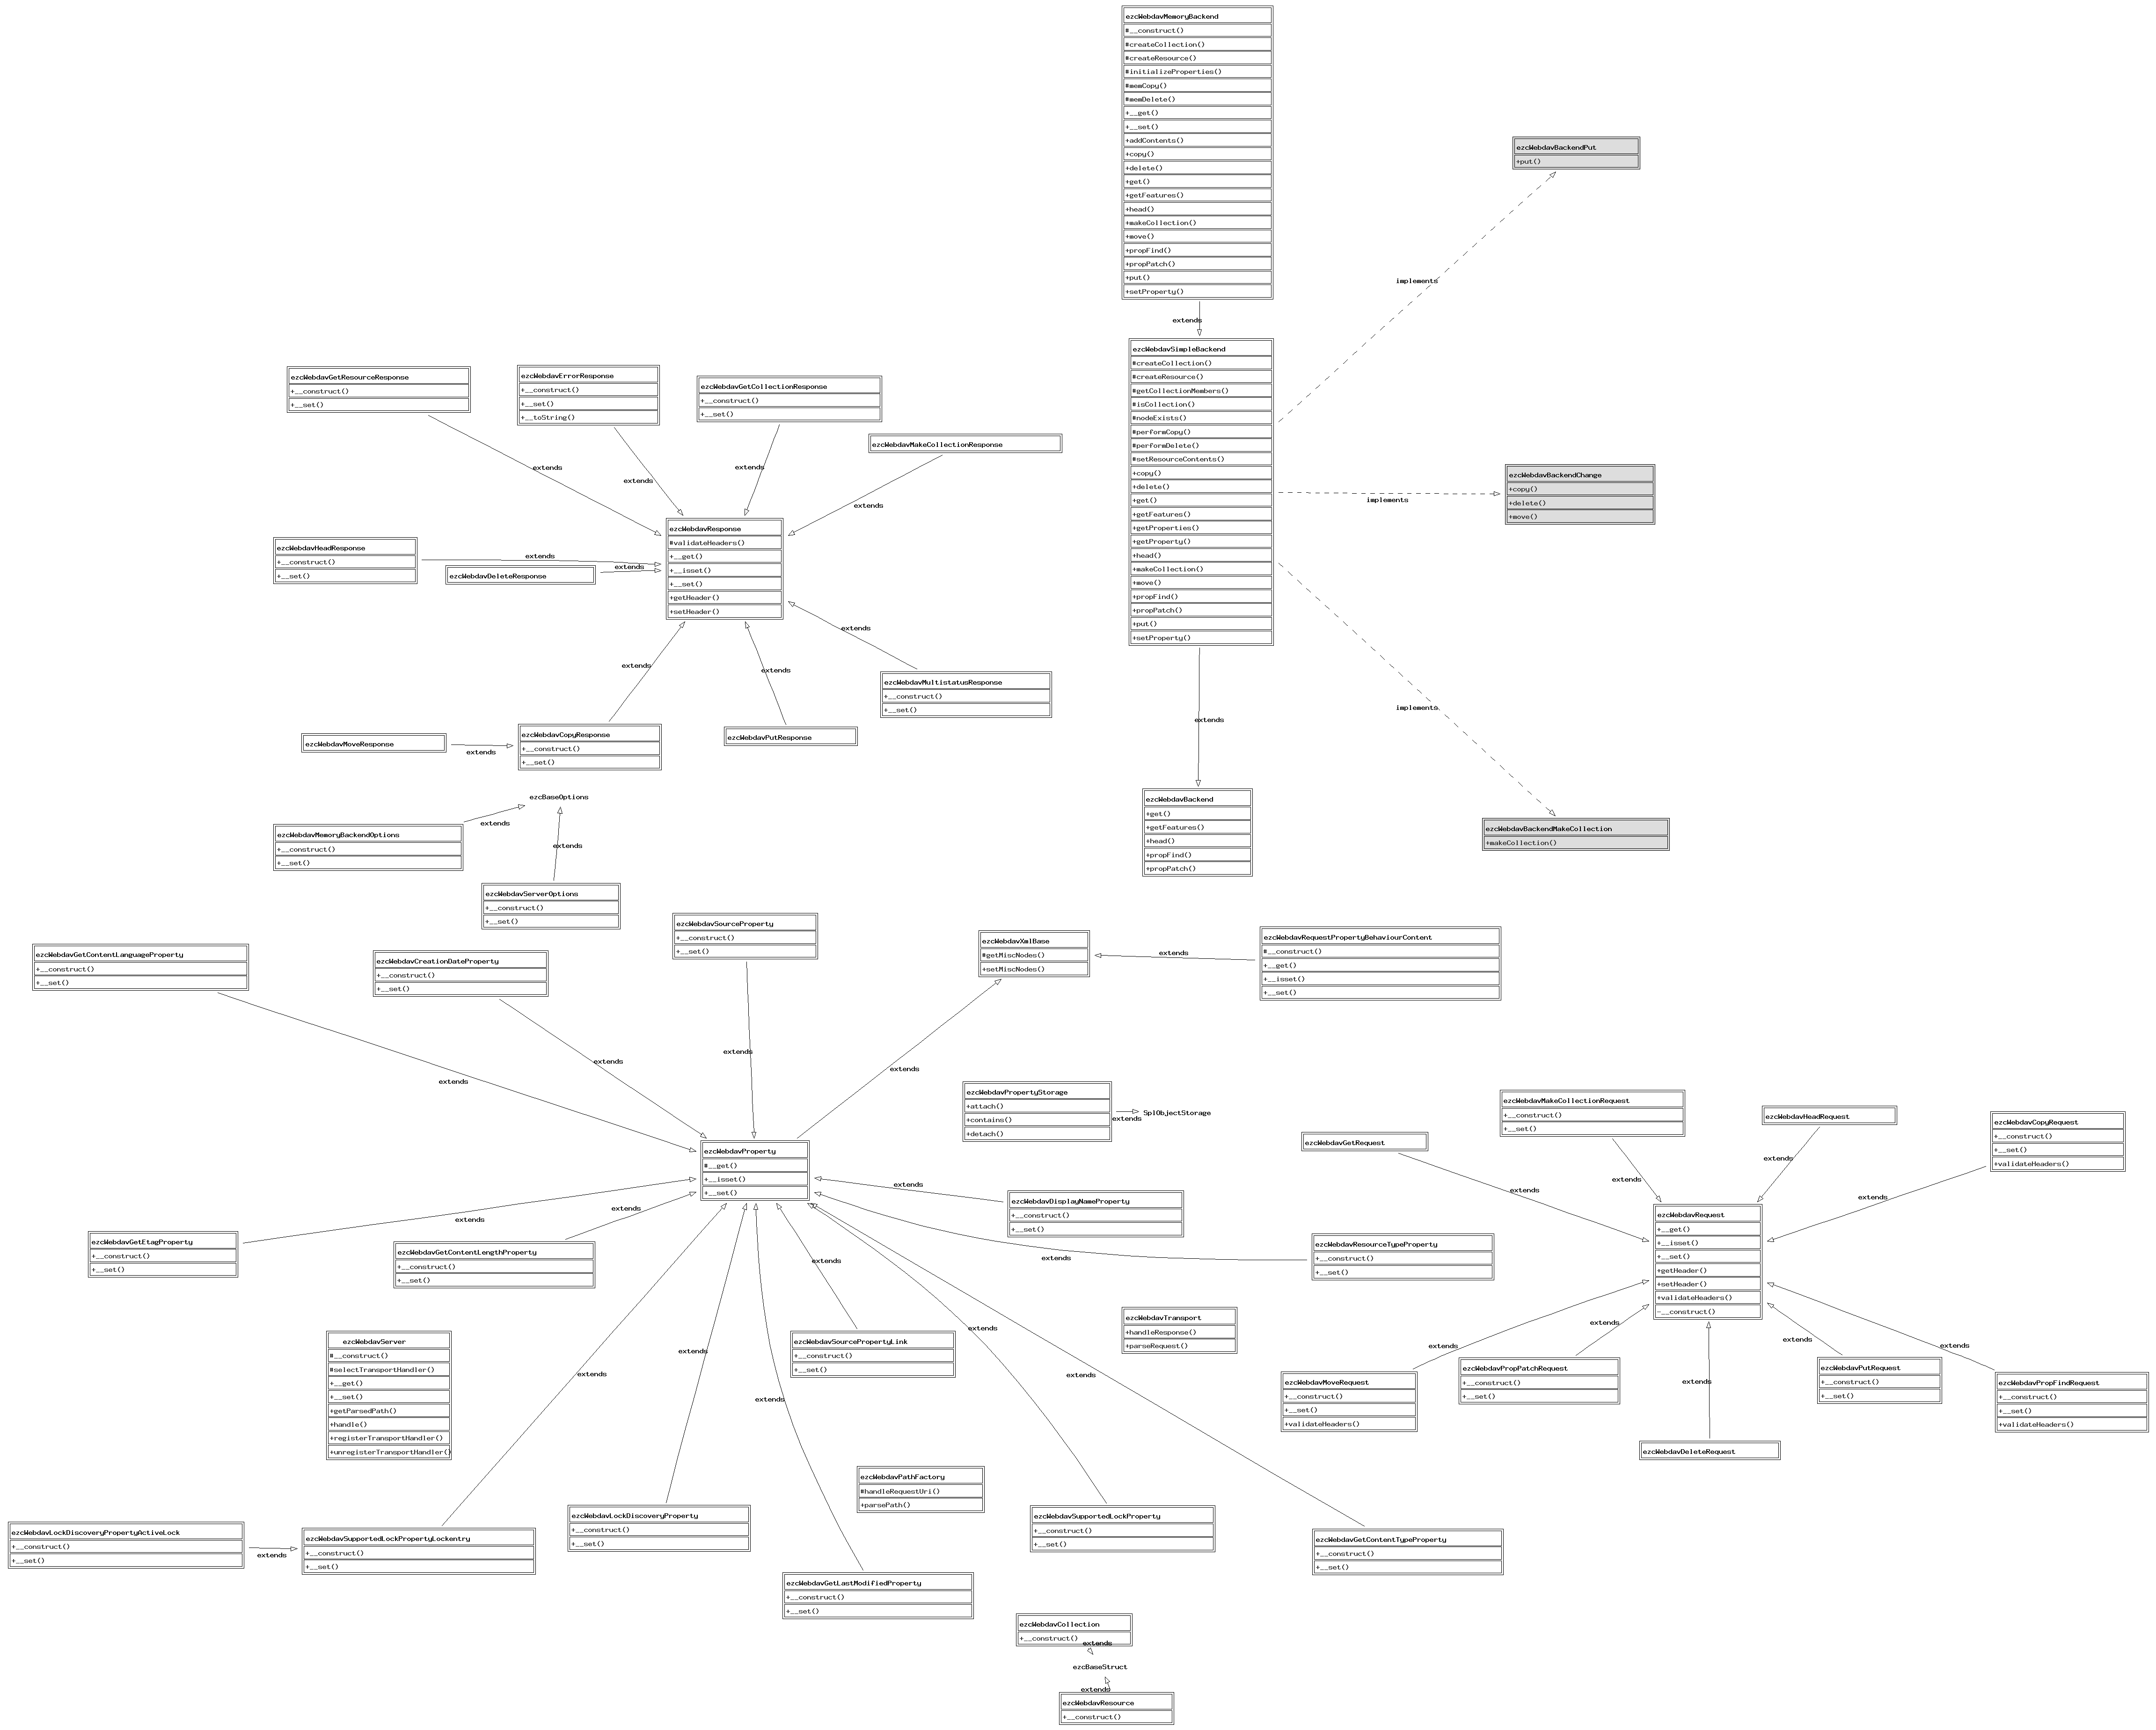 ezcWebdavMemoryBackend
#__construct()
#createCollection()
#createResource()
#initializeProperties()
#memCopy()
#memDelete()
+__get()
+__set()
+addContents()
+copy()
+delete()
+get()
+getFeatures()
+head()
+makeCollection()
+move()
+propFind()
+propPatch()
+put()
+setProperty()
extends
ezcWebdavBackendPut
+put()
implements
ezcWebdavSimpleBackend
#createCollection()
#createResource()
#getCollectionMembers()
#isCollection()
#nodeExists()
#performCopy()
#performDelete()
#setResourceContents()
+copy()
+delete()
+get()
+getFeatures()
+getProperties()
+getProperty()
+head()
+makeCollection()
+move()
+propFind()
+propPatch()
+put()
+setProperty()
ezcWebdavBackendChange
+copy()
+delete()
+move()
implements
implements
ezcWebdavBackendMakeCollection
+makeCollection()
extends
ezcWebdavBackend
+get()
+getFeatures()
+head()
+propFind()
+propPatch()
ezcWebdavGetResourceResponse
+__construct()
+__set()
extends
ezcWebdavErrorResponse
+__construct()
+__set()
+__toString()
extends
ezcWebdavGetCollectionResponse
+__construct()
+__set()
extends
ezcWebdavMakeCollectionResponse
extends
ezcWebdavResponse
#validateHeaders()
+__get()
+__isset()
+__set()
+getHeader()
+setHeader()
ezcWebdavHeadResponse
+__construct()
+__set()
extends
ezcWebdavDeleteResponse
extends
extends
ezcWebdavMultistatusResponse
+__construct()
+__set()
extends
extends
ezcWebdavMoveResponse
extends
ezcWebdavCopyResponse
+__construct()
+__set()
ezcWebdavPutResponse
ezcBaseOptions
extends
ezcWebdavMemoryBackendOptions
+__construct()
+__set()
extends
ezcWebdavServerOptions
+__construct()
+__set()
ezcWebdavGetContentLanguageProperty
+__construct()
+__set()
extends
ezcWebdavCreationDateProperty
+__construct()
+__set()
extends
ezcWebdavSourceProperty
+__construct()
+__set()
extends
ezcWebdavXmlBase
#getMiscNodes()
+setMiscNodes()
extends
ezcWebdavRequestPropertyBehaviourContent
#__construct()
+__get()
+__isset()
+__set()
extends
ezcWebdavPropertyStorage
+attach()
+contains()
+detach()
extends
SplObjectStorage
ezcWebdavProperty
#__get()
+__isset()
+__set()
extends
ezcWebdavDisplayNameProperty
+__construct()
+__set()
ezcWebdavGetEtagProperty
+__construct()
+__set()
extends
ezcWebdavGetContentLengthProperty
+__construct()
+__set()
extends
extends
ezcWebdavResourceTypeProperty
+__construct()
+__set()
extends
ezcWebdavSourcePropertyLink
+__construct()
+__set()
ezcWebdavTransport
+handleResponse()
+parseRequest()
ezcWebdavServer
#__construct()
#selectTransportHandler()
+__get()
+__set()
+getParsedPath()
+handle()
+registerTransportHandler()
+unregisterTransportHandler()
extends
extends
extends
extends
extends
ezcWebdavPathFactory
#handleRequestUri()
+parsePath()
ezcWebdavLockDiscoveryPropertyActiveLock
+__construct()
+__set()
extends
ezcWebdavSupportedLockPropertyLockentry
+__construct()
+__set()
ezcWebdavLockDiscoveryProperty
+__construct()
+__set()
ezcWebdavSupportedLockProperty
+__construct()
+__set()
ezcWebdavGetContentTypeProperty
+__construct()
+__set()
ezcWebdavGetLastModifiedProperty
+__construct()
+__set()
ezcWebdavMakeCollectionRequest
+__construct()
+__set()
ezcWebdavHeadRequest
ezcWebdavCopyRequest
+__construct()
+__set()
+validateHeaders()
ezcWebdavGetRequest
extends
extends
extends
extends
ezcWebdavRequest
+__get()
+__isset()
+__set()
+getHeader()
+setHeader()
+validateHeaders()
-__construct()
extends
extends
extends
extends
extends
ezcWebdavMoveRequest
+__construct()
+__set()
+validateHeaders()
ezcWebdavPropPatchRequest
+__construct()
+__set()
ezcWebdavPutRequest
+__construct()
+__set()
ezcWebdavPropFindRequest
+__construct()
+__set()
+validateHeaders()
ezcWebdavDeleteRequest
ezcWebdavCollection
+__construct()
extends
ezcBaseStruct
extends
ezcWebdavResource
+__construct()